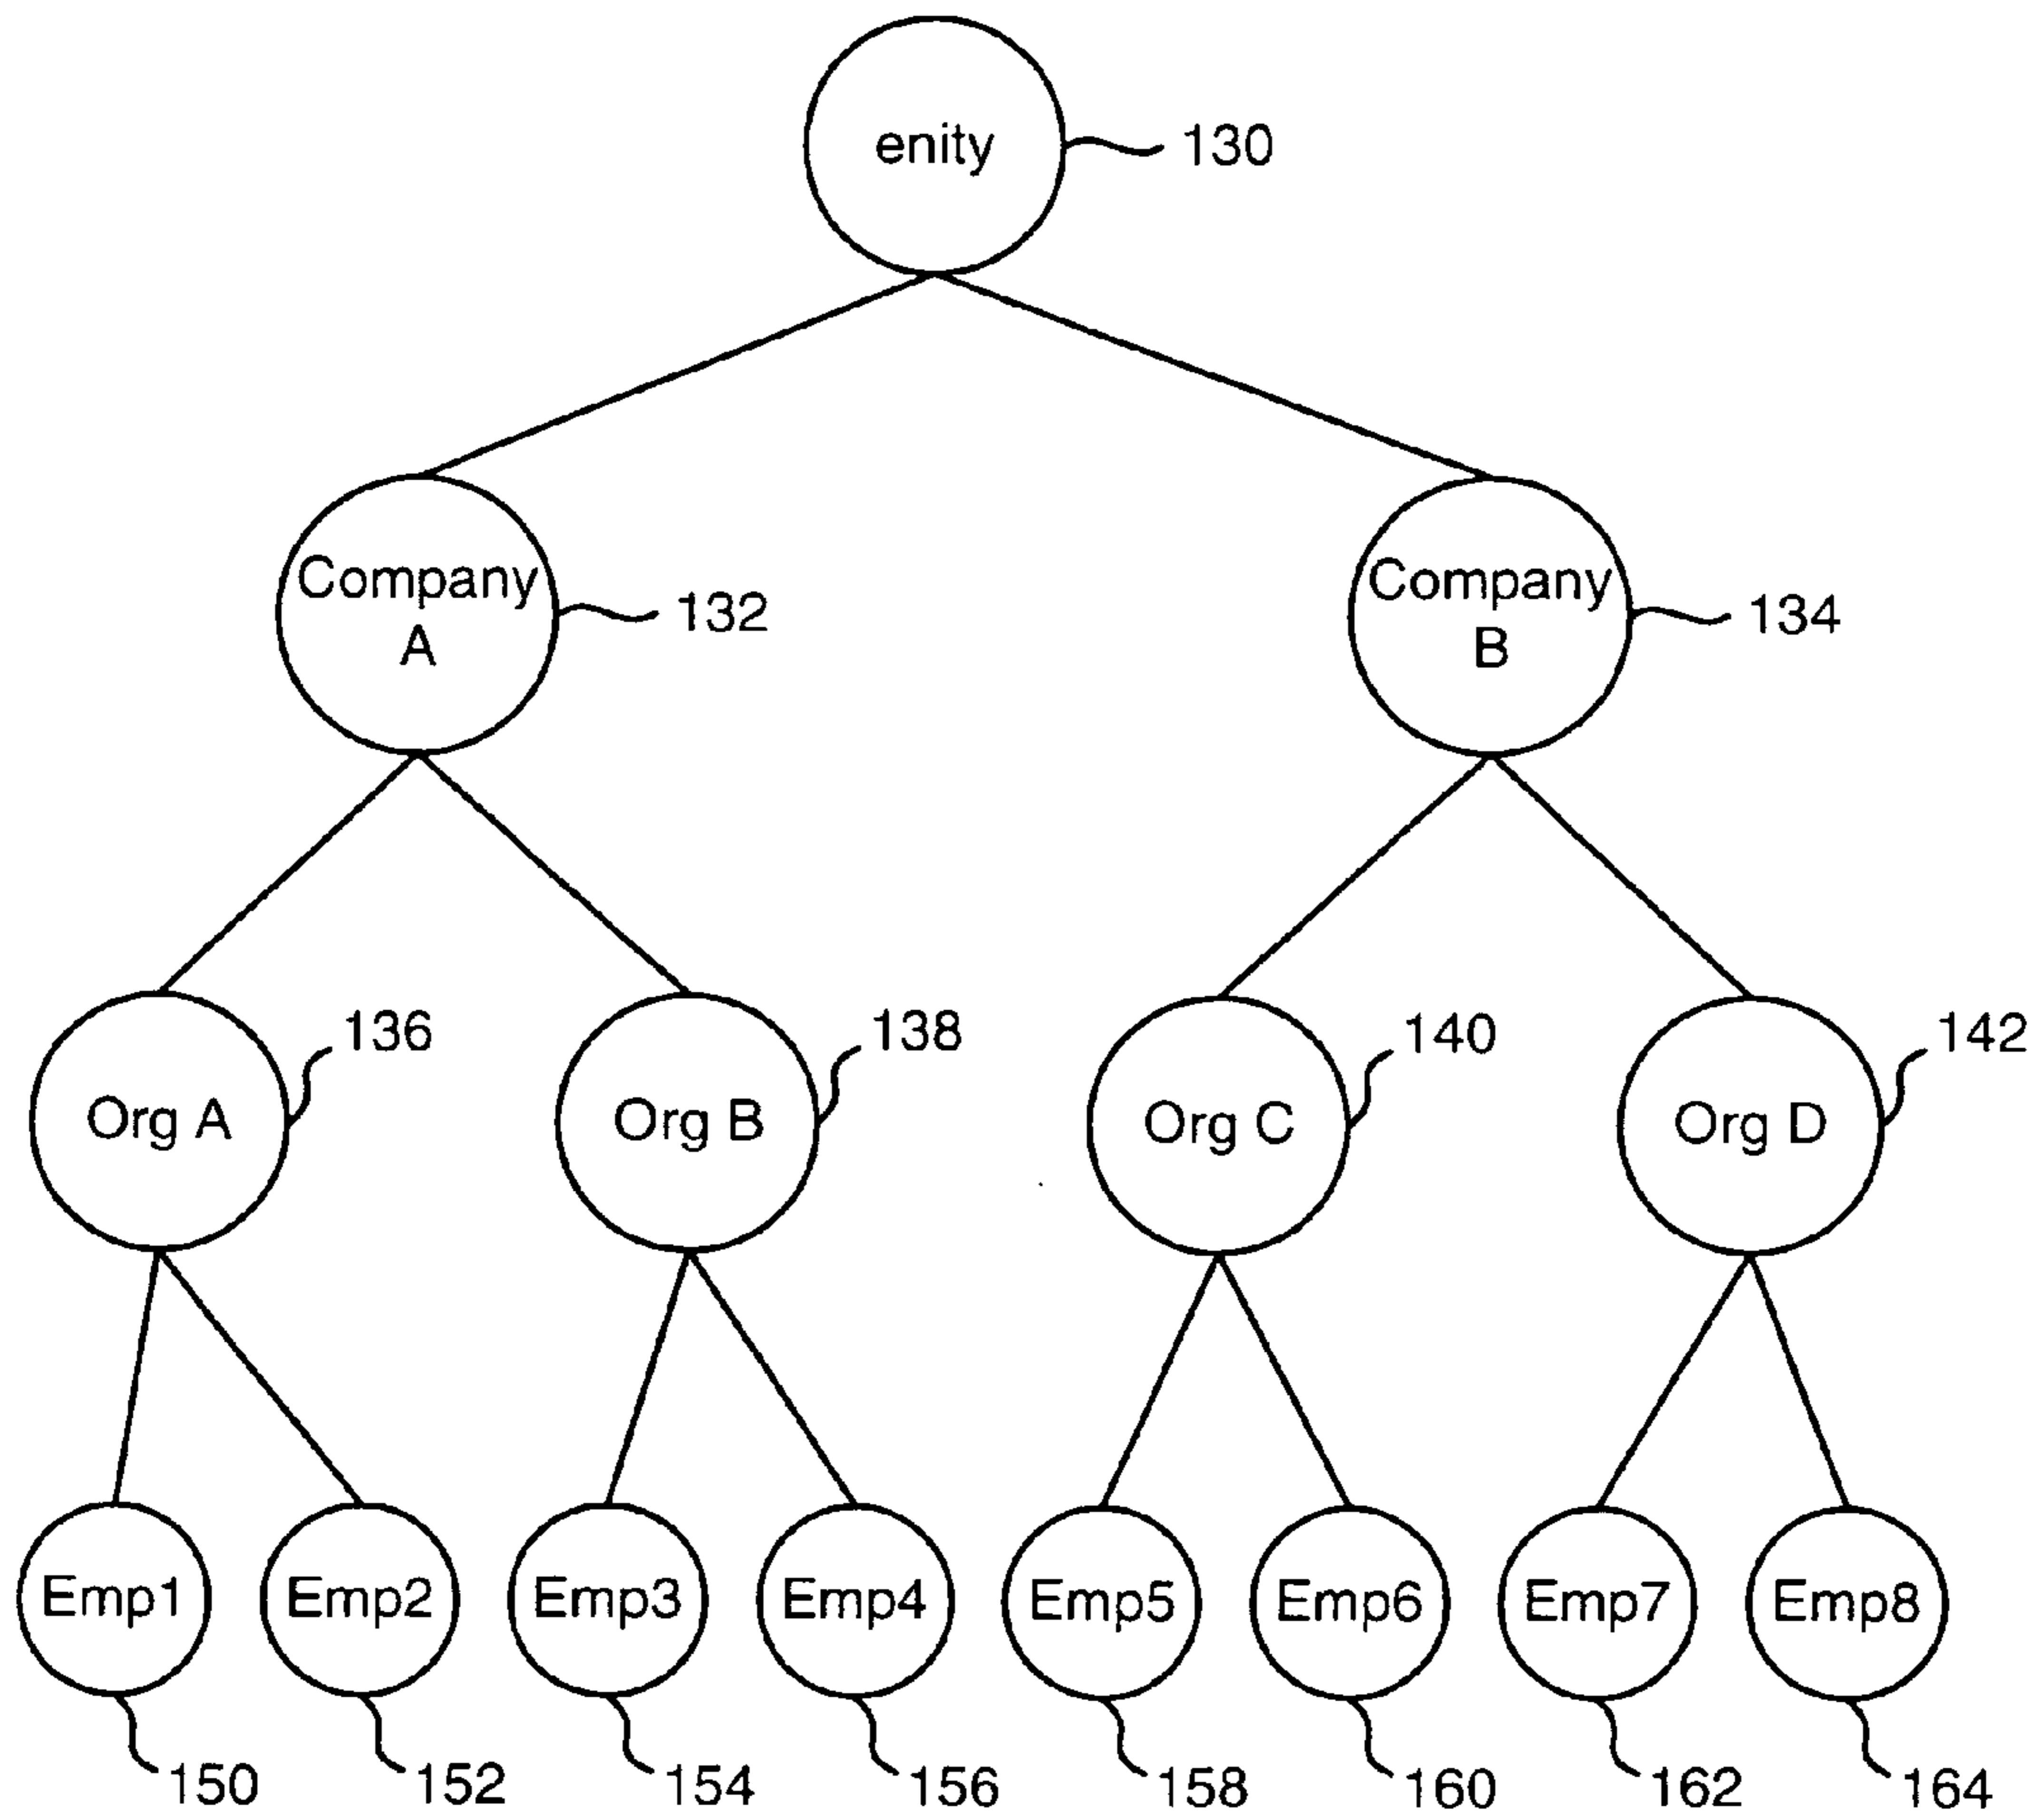 enity
130
Company
A
132
Company
B
134
136
138
140
142
Org A
Org B
Org C
Org D
Emp1
Emp2
Emp3
Emp4
Emp5
Emp6
Emp7
Emp8
150
152
154
156
158
160
162
164